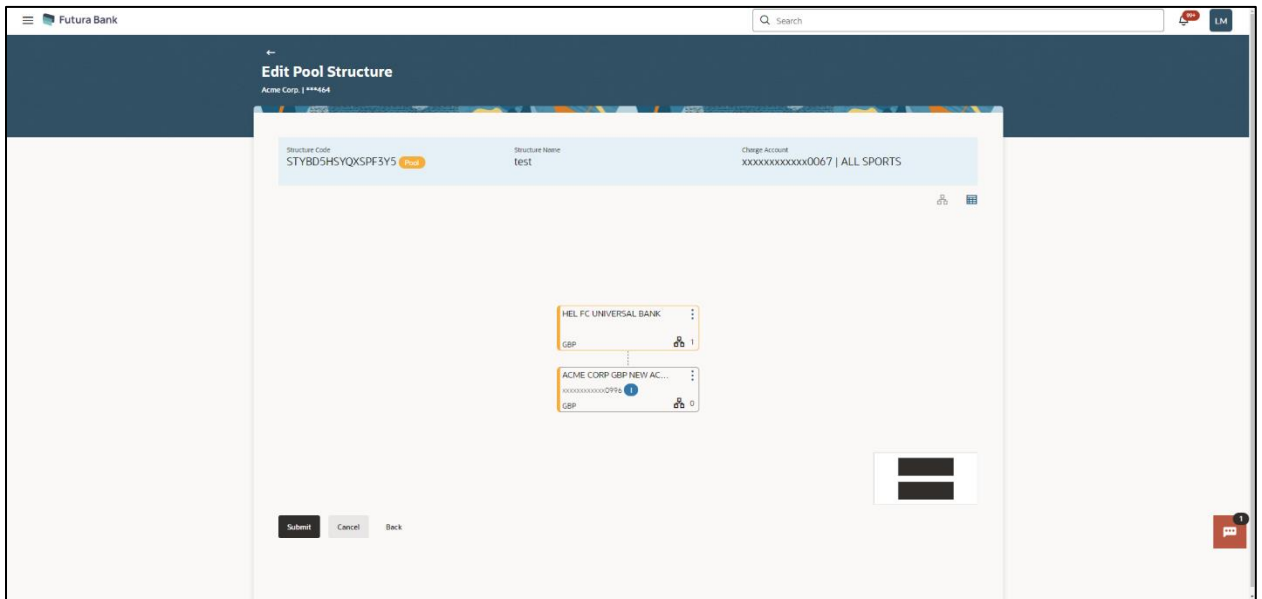 Futura Bank
Search
99+
LM
Edit Pool Structure
Acme Corp. | ***464
Structure Code
Structure Name
Charge Account
STYBD5HSYQXSPF3Y5 Pool
test
xxxxxxxxxxxx0067 | ALL SPORTS
HEL FC UNIVERSAL BANK
GBP
1
ACME CORP GBP NEW AC...
xxxxxxxxxxxx0996 I
GBP
0
Submit
Cancel
Back
1